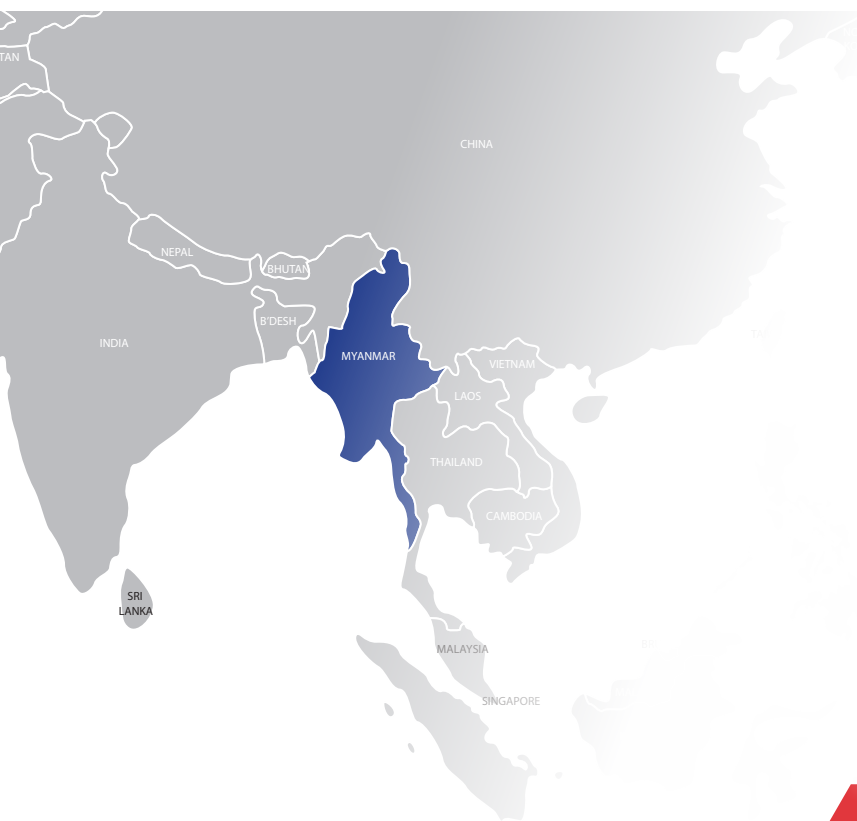 TAN
CHINA
NEPAL
BHUTAN
B'DESH
INDIA
MYANMAR
VIETNAM
LAOS
THAILAND
CAMBODIA
SRI
LANKA
MALAYSIA
SINGAPORE